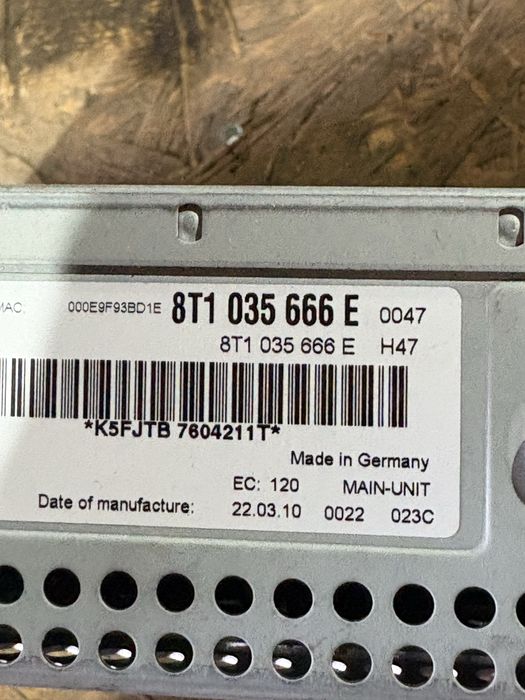 MAC. 000E9F93BD1E 8T1 035 666 E 0047
8T1 035 666 E H47
*K5FJTB 7604211T*
Made in Germany
EC: 120 MAIN-UNIT
Date of manufacture: 22.03.10 0022 023C